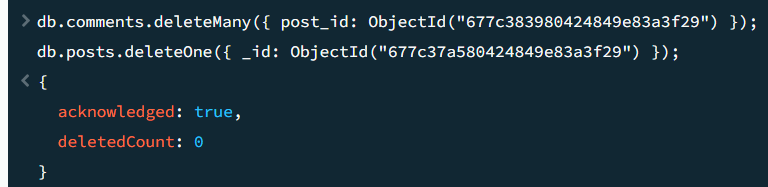 > db.comments.deleteMany({ post_id: ObjectId("677c383980424849e83a3f29") });
db.posts.deleteOne({ _id: ObjectId("677c37a580424849e83a3f29") });
< {
acknowledged: true,
deletedCount: 0
}